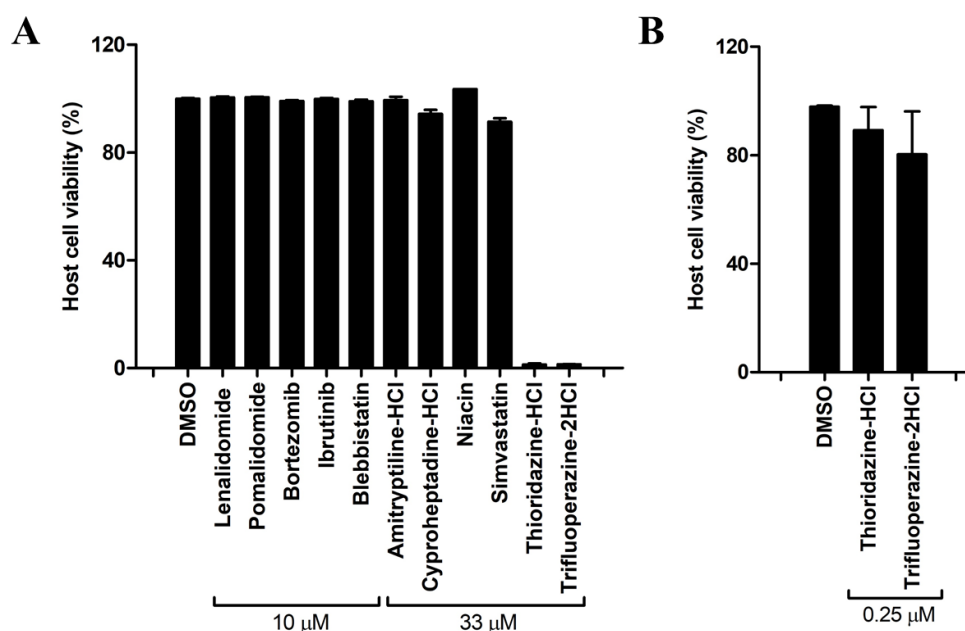 A
Host cell viability (%)
120
80
40
0
DMSO
Lenalidomide
Pomalidomide
Bortezomib
Ibrutinib
Blebbistatin
Amitryptiline-HCl
Cyproheptadine-HCl
Niacin
Simvastatin
Thioridazine-HCl
Trifluoperazine-2HCl
10 μM
33 μM
B
Host cell viability (%)
120
80
40
0
DMSO
Thioridazine-HCl
Trifluoperazine-2HCl
0.25 μM